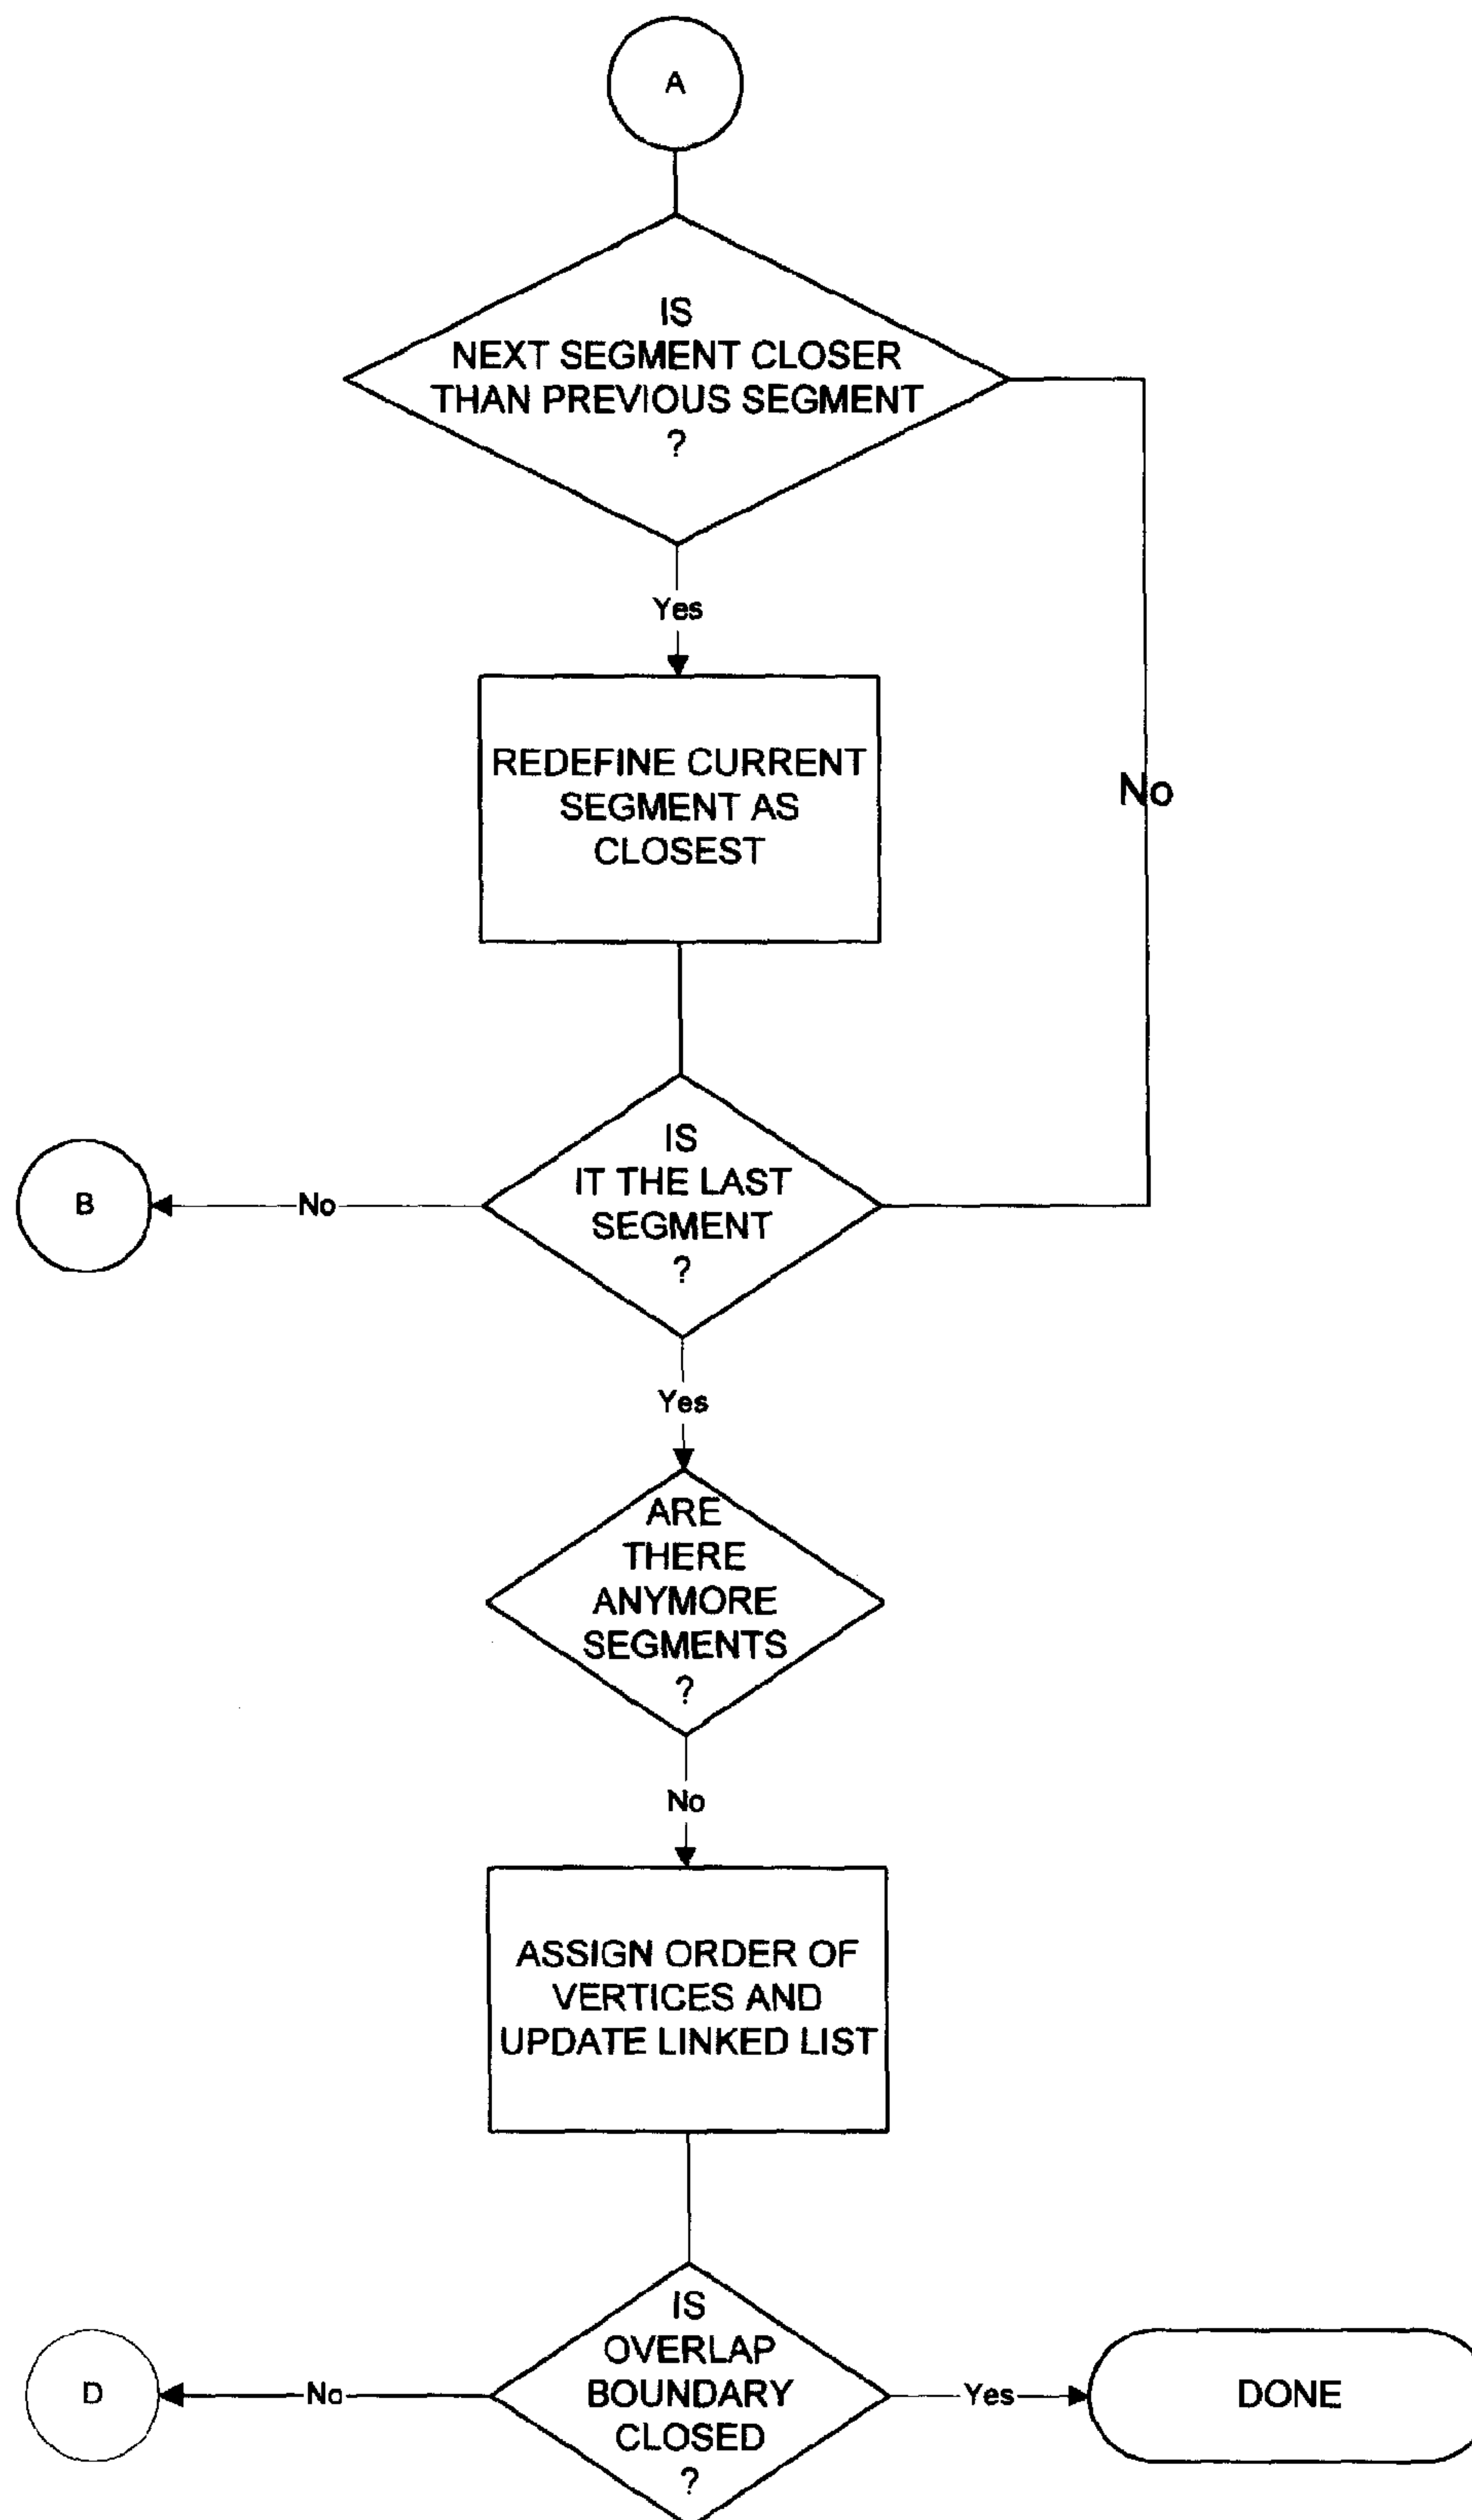 A
IS
NEXT SEGMENT CLOSER
THAN PREVIOUS SEGMENT
?
Yes
REDEFINE CURRENT
SEGMENT AS
CLOSEST
No
IS
IT THE LAST
SEGMENT
?
No
B
Yes
ARE
THERE
ANYMORE
SEGMENTS
?
No
ASSIGN ORDER OF
VERTICES AND
UPDATE LINKED LIST
IS
OVERLAP
BOUNDARY
CLOSED
?
No
D
Yes
DONE